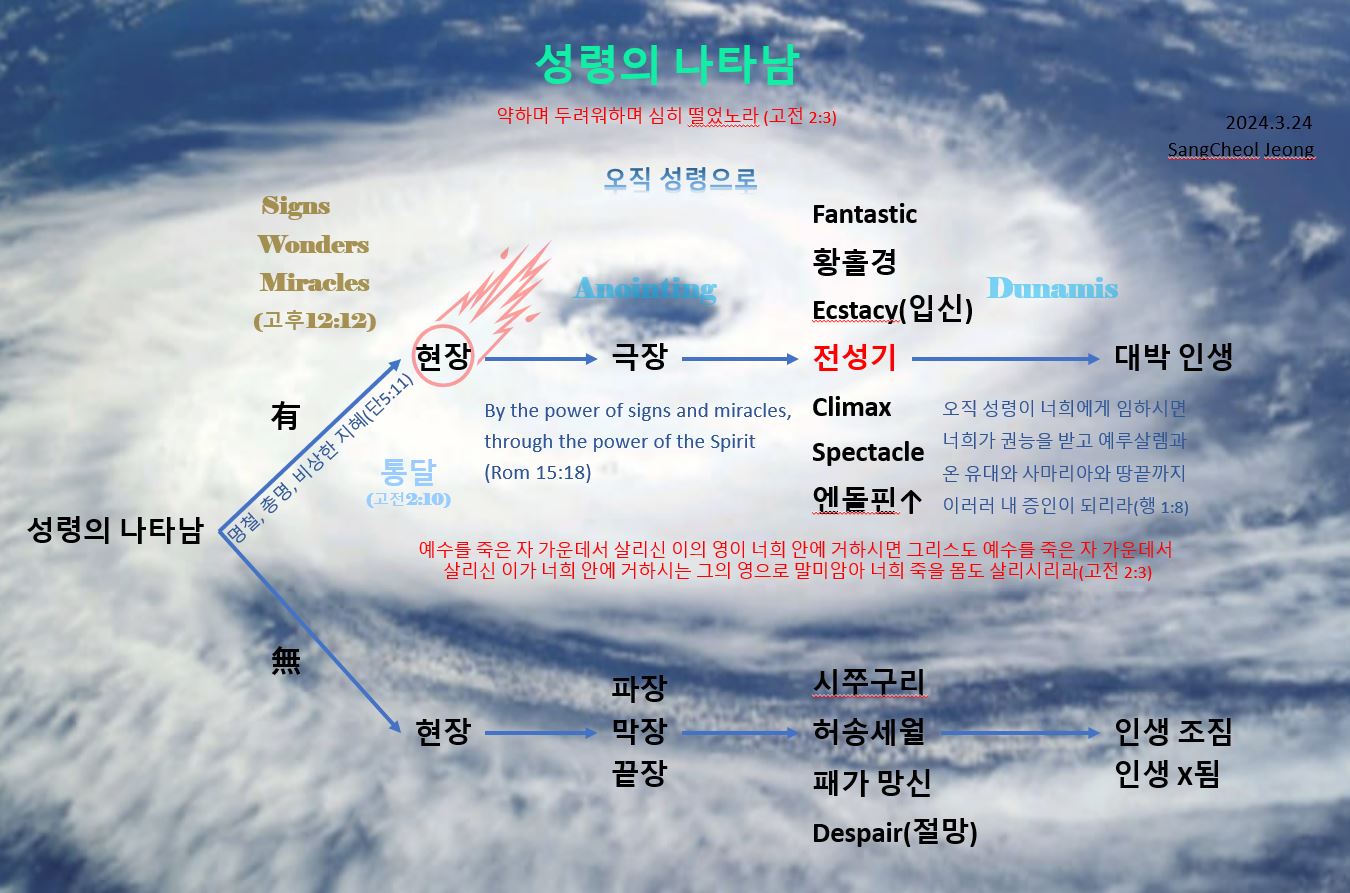 성령의 나타남
약하며 두려워하며 심히 떨었노라 (고전 2:3)
2024.3.24
SangCheol Jeong
오직 성령으로
Signs
Wonders
Miracles
(고후12:12)
Anointing
Fantastic
황홀경
Ecstacy(입신)
Dunamis
현장
극장
전성기
대박 인생
有
명철, 총명, 비상한 지혜(단5:11)
통달
(고전2:10)
By the power of signs and miracles,
through the power of the Spirit
(Rom 15:18)
Climax
Spectacle
엔돌핀↑
오직 성령이 너희에게 임하시면
너희가 권능을 받고 예루살렘과
온 유대와 사마리아와 땅끝까지
이러러 내 증인이 되리라(행 1:8)
성령의 나타남
예수를 죽은 자 가운데서 살리신 이의 영이 너희 안에 거하시면 그리스도 예수를 죽은 자 가운데서
살리신 이가 너희 안에 거하시는 그의 영으로 말미암아 너희 죽을 몸도 살리시리라(고전 2:3)
無
현장
파장
막장
끝장
시쭈구리
허송세월
패가 망신
Despair(절망)
인생 조짐
인생 X됨